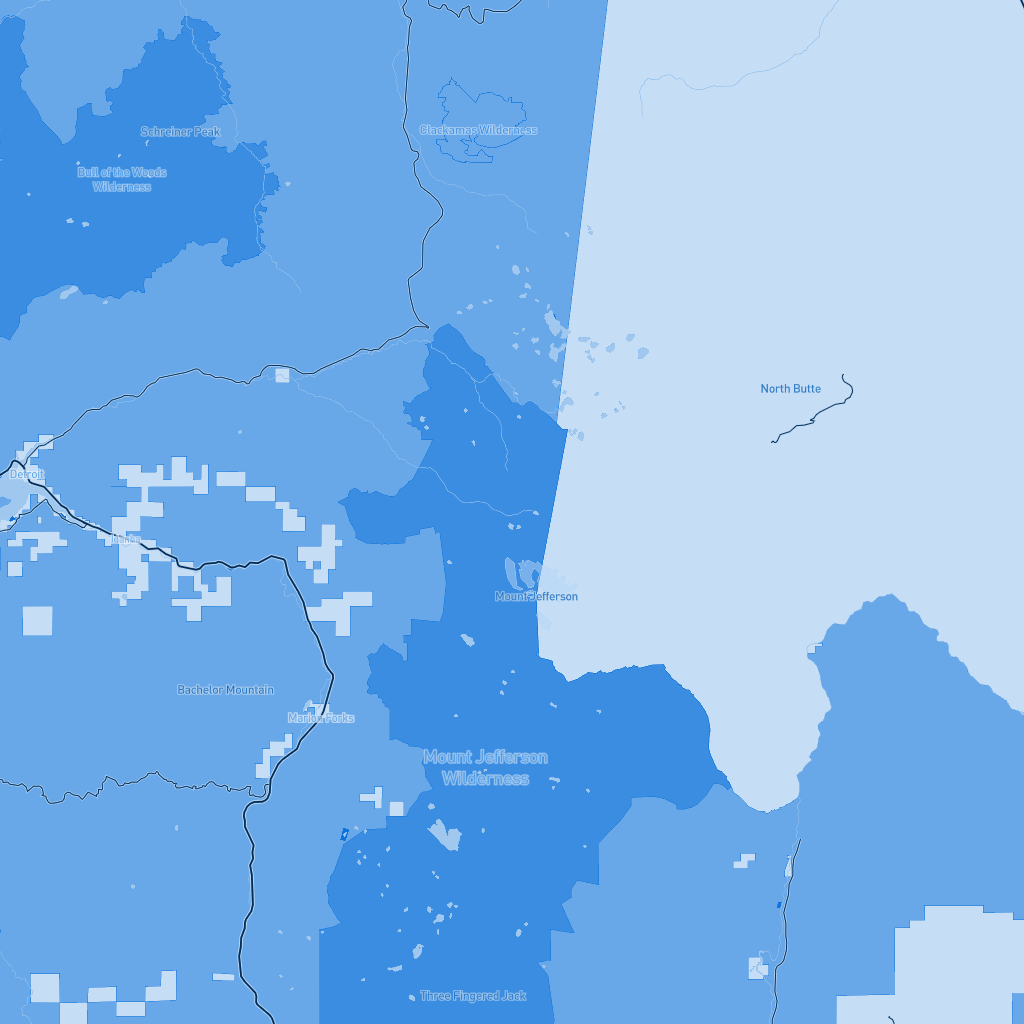 Clackamas Wilderness
Schreiner Peak
Bull of the Woods
Wilderness
North Butte
Detroit
Idanha
Mount Jefferson
Bachelor Mountain
Marion Forks
Mount Jefferson
Wilderness
Three Fingered Jack